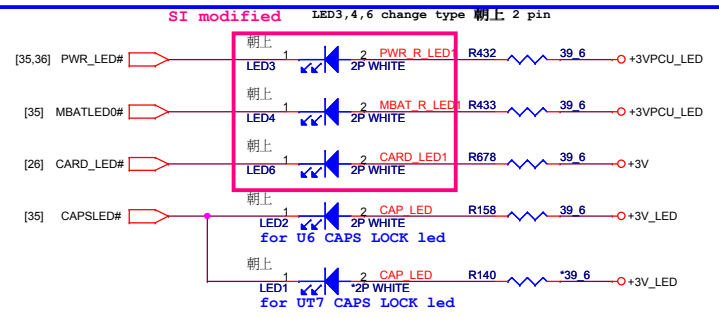 SI modified LED3,4,6 change type 朝上 2 pin
朝上
[35,36] PWR_LED# 1 2 PWR_R_LED1 R432 39_6 +3VPCU_LED
LED3 2P WHITE
朝上
[35] MBATLED0# 1 2 MBAT_R_LED1 R433 39_6 +3VPCU_LED
LED4 2P WHITE
朝上
[26] CARD_LED# 1 2 CARD_LED1 R678 39_6 +3V
LED6 2P WHITE
朝上
[35] CAPSLED# 1 2 CAP_LED R158 39_6 +3V_LED
LED2 2P WHITE
for U6 CAPS LOCK led
朝上
1 2 CAP_LED R140 *39_6 +3V_LED
LED1 *2P WHITE
for UT7 CAPS LOCK led